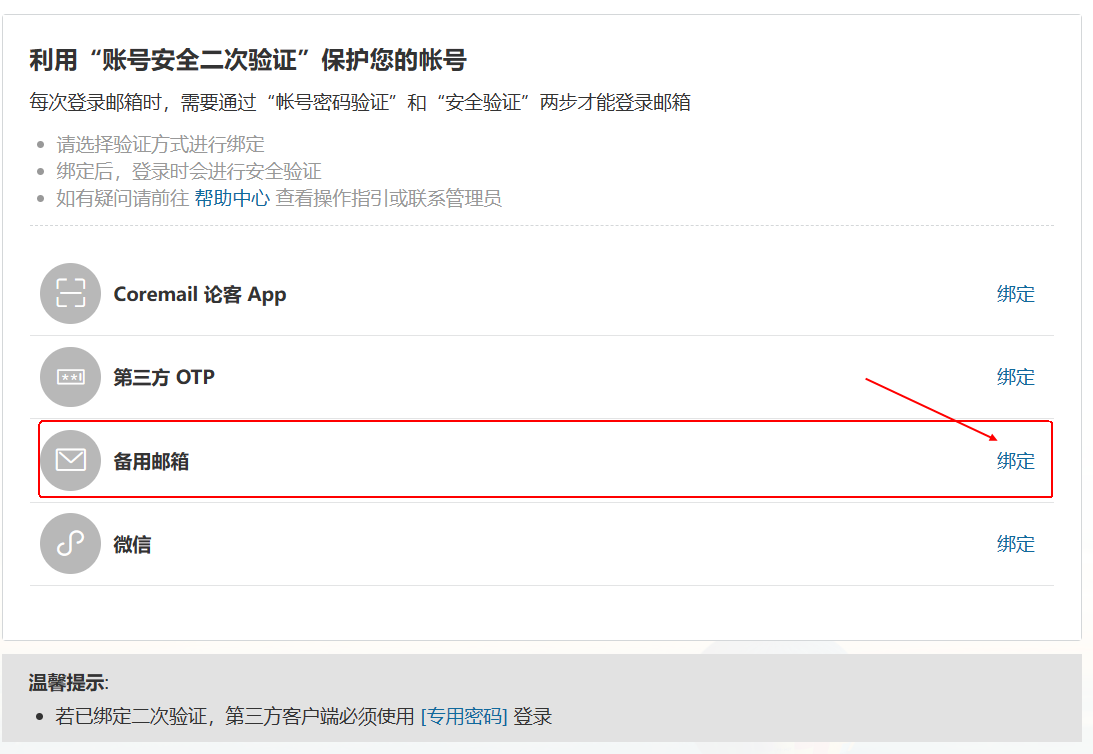 利用“账号安全二次验证”保护您的帐号
每次登录邮箱时，需要通过“帐号密码验证”和“安全验证”两步才能登录邮箱
请选择验证方式进行绑定
绑定后，登录时会进行安全验证
如有疑问请前往 帮助中心 查看操作指引或联系管理员
Coremail 论客 App 绑定
第三方 OTP 绑定
备用邮箱 绑定
微信 绑定
温馨提示:
若已绑定二次验证，第三方客户端必须使用 [专用密码] 登录